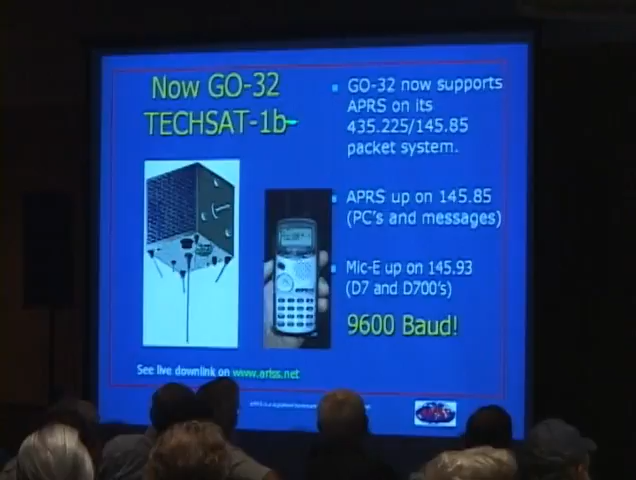 Now GO-32
TECHSAT-1b-
GO-32 now supports
APRS on its
435.225/145.85
packet system.
APRS up on 145.85
(PC's and messages)
Mic-E up on 145.93
(D7 and D700's)
9600 Baud!
See live downlink on www.ariss.net